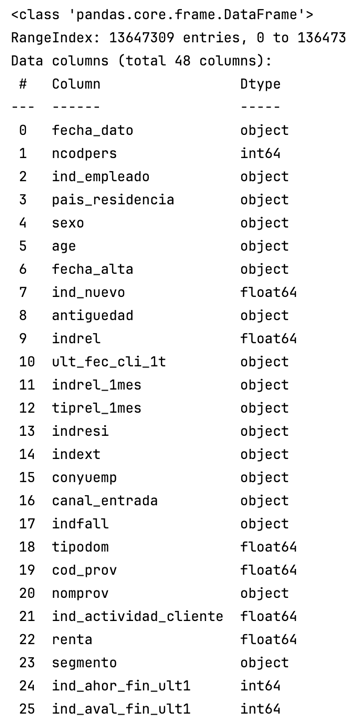 <class 'pandas.core.frame.DataFrame'>
RangeIndex: 13647309 entries, 0 to 136473
Data columns (total 48 columns):
 #   Column                 Dtype
---  ------                 -----
 0   fecha_dato             object
 1   ncodpers               int64
 2   ind_empleado           object
 3   pais_residencia        object
 4   sexo                   object
 5   age                    object
 6   fecha_alta             object
 7   ind_nuevo              float64
 8   antiguedad             object
 9   indrel                 float64
 10  ult_fec_cli_1t         object
 11  indrel_1mes            object
 12  tiprel_1mes            object
 13  indresi                object
 14  indext                 object
 15  conyuemp               object
 16  canal_entrada          object
 17  indfall                object
 18  tipodom                float64
 19  cod_prov               float64
 20  nomprov                object
 21  ind_actividad_cliente  float64
 22  renta                  float64
 23  segmento               object
 24  ind_ahor_fin_ult1      int64
 25  ind_aval_fin_ult1      int64